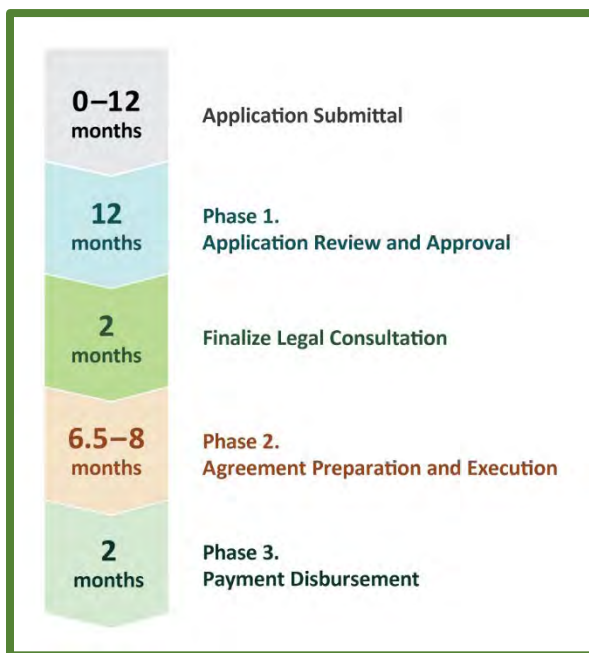 0–12
months
Application Submittal
12
months
Phase 1.
Application Review and Approval
2
months
Finalize Legal Consultation
6.5–8
months
Phase 2.
Agreement Preparation and Execution
2
months
Phase 3.
Payment Disbursement